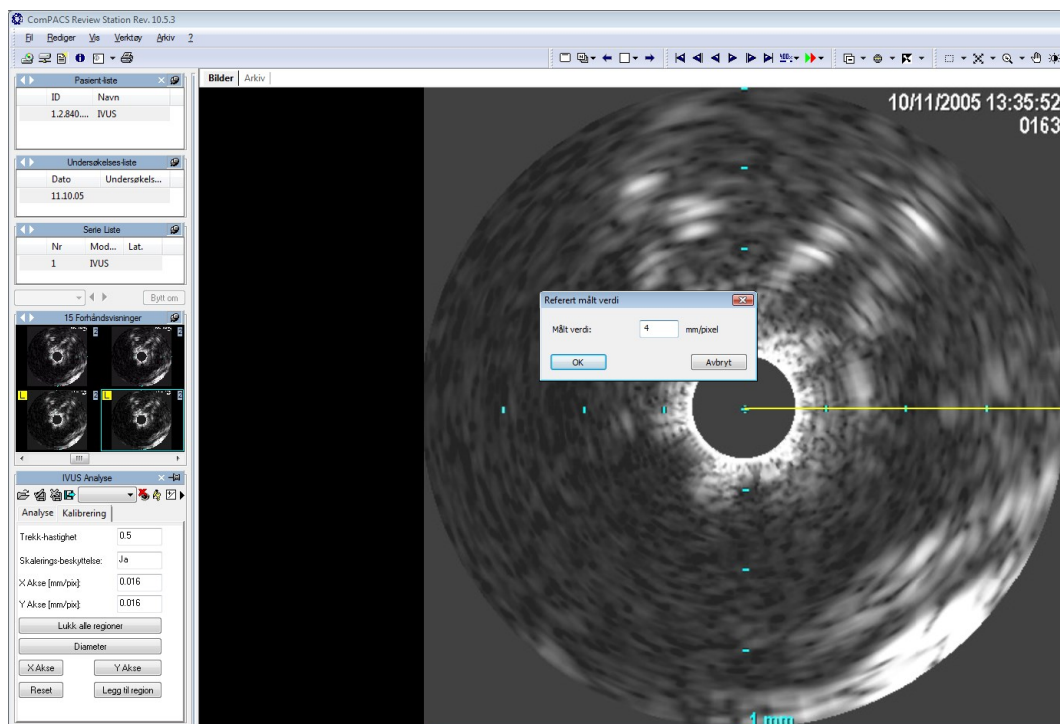 ComPACS Review Station Rev. 10.5.3
Fil Rediger Vis Verktøy Arkiv ?
Pasient-liste
ID Navn
1.2.840.... IVUS
Undersøkelses-liste
Dato Undersøkels...
11.10.05
Serie Liste
Nr Mod... Lat.
1 IVUS
Bytt om
15 Forhåndsvisninger
L
L
IVUS Analyse
Analyse Kalibrering
Trekk-hastighet 0.5
Skalerings-beskyttelse: Ja
X Akse [mm/pix]: 0.016
Y Akse [mm/pix]: 0.016
Lukk alle regioner
Diameter
X Akse Y Akse
Reset Legg til region
Bilder Arkiv
10/11/2005 13:35:52
0163
Referert målt verdi
Målt verdi: 4 mm/pixel
OK Avbryt
1 mm